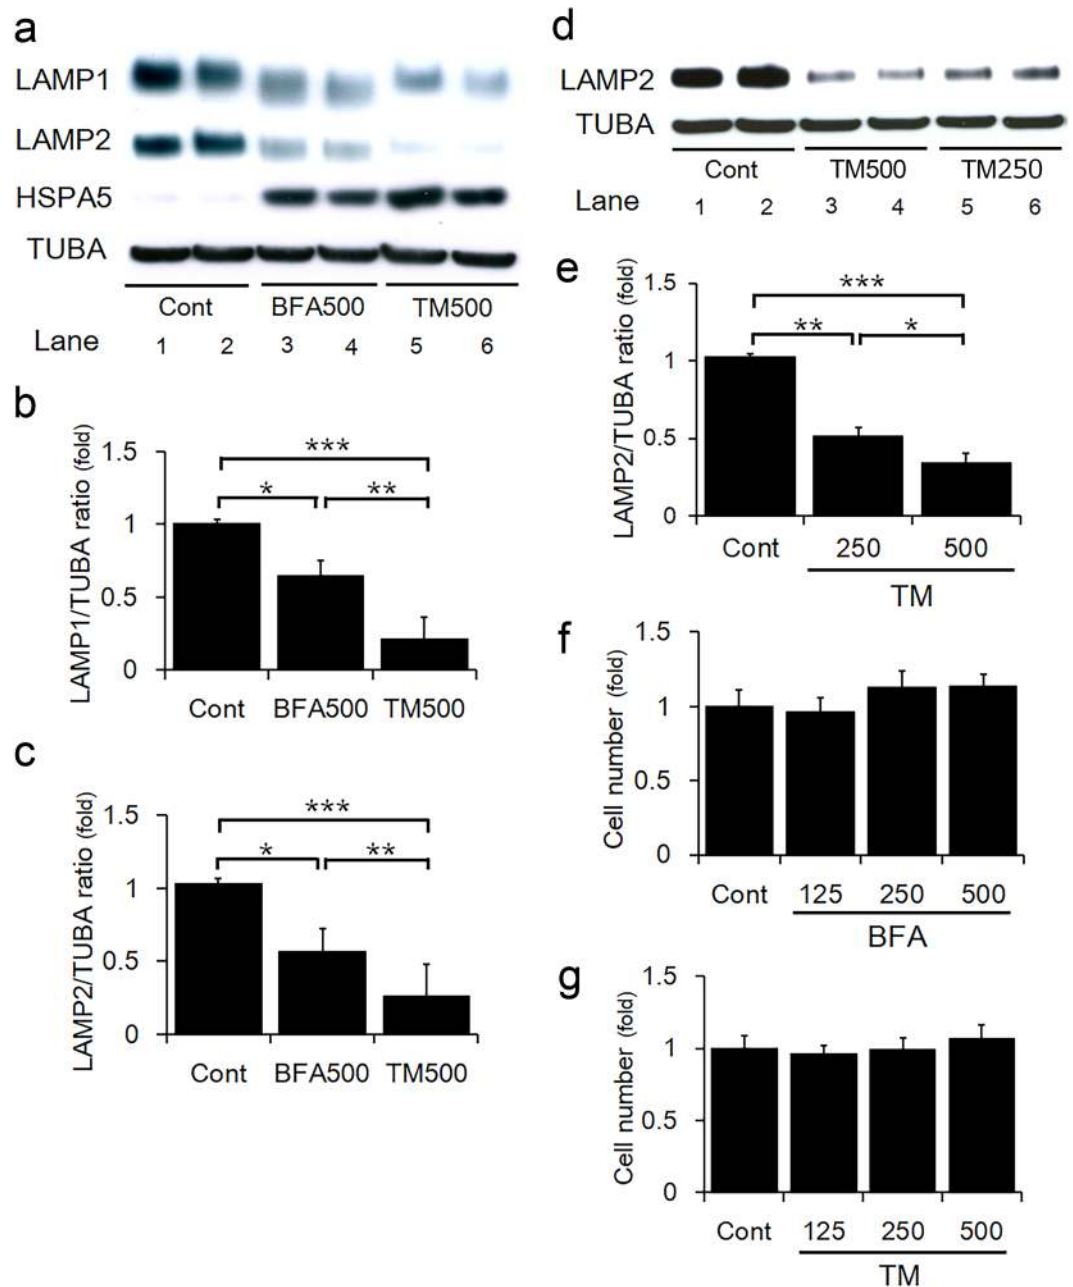 a
LAMP1
LAMP2
HSPA5
TUBA
Cont BFA500 TM500
Lane 1 2 3 4 5 6
b
LAMP1/TUBA ratio (fold)
1.5
1
0.5
0
***
* **
Cont BFA500 TM500
c
LAMP2/TUBA ratio (fold)
1.5
1
0.5
0
***
* **
Cont BFA500 TM500
d
LAMP2
TUBA
Cont TM500 TM250
Lane 1 2 3 4 5 6
e
LAMP2/TUBA ratio (fold)
1.5
1
0.5
0
***
** *
Cont 250 500
TM
f
Cell number (fold)
1.5
1
0.5
0
Cont 125 250 500
BFA
g
Cell number (fold)
1.5
1
0.5
0
Cont 125 250 500
TM